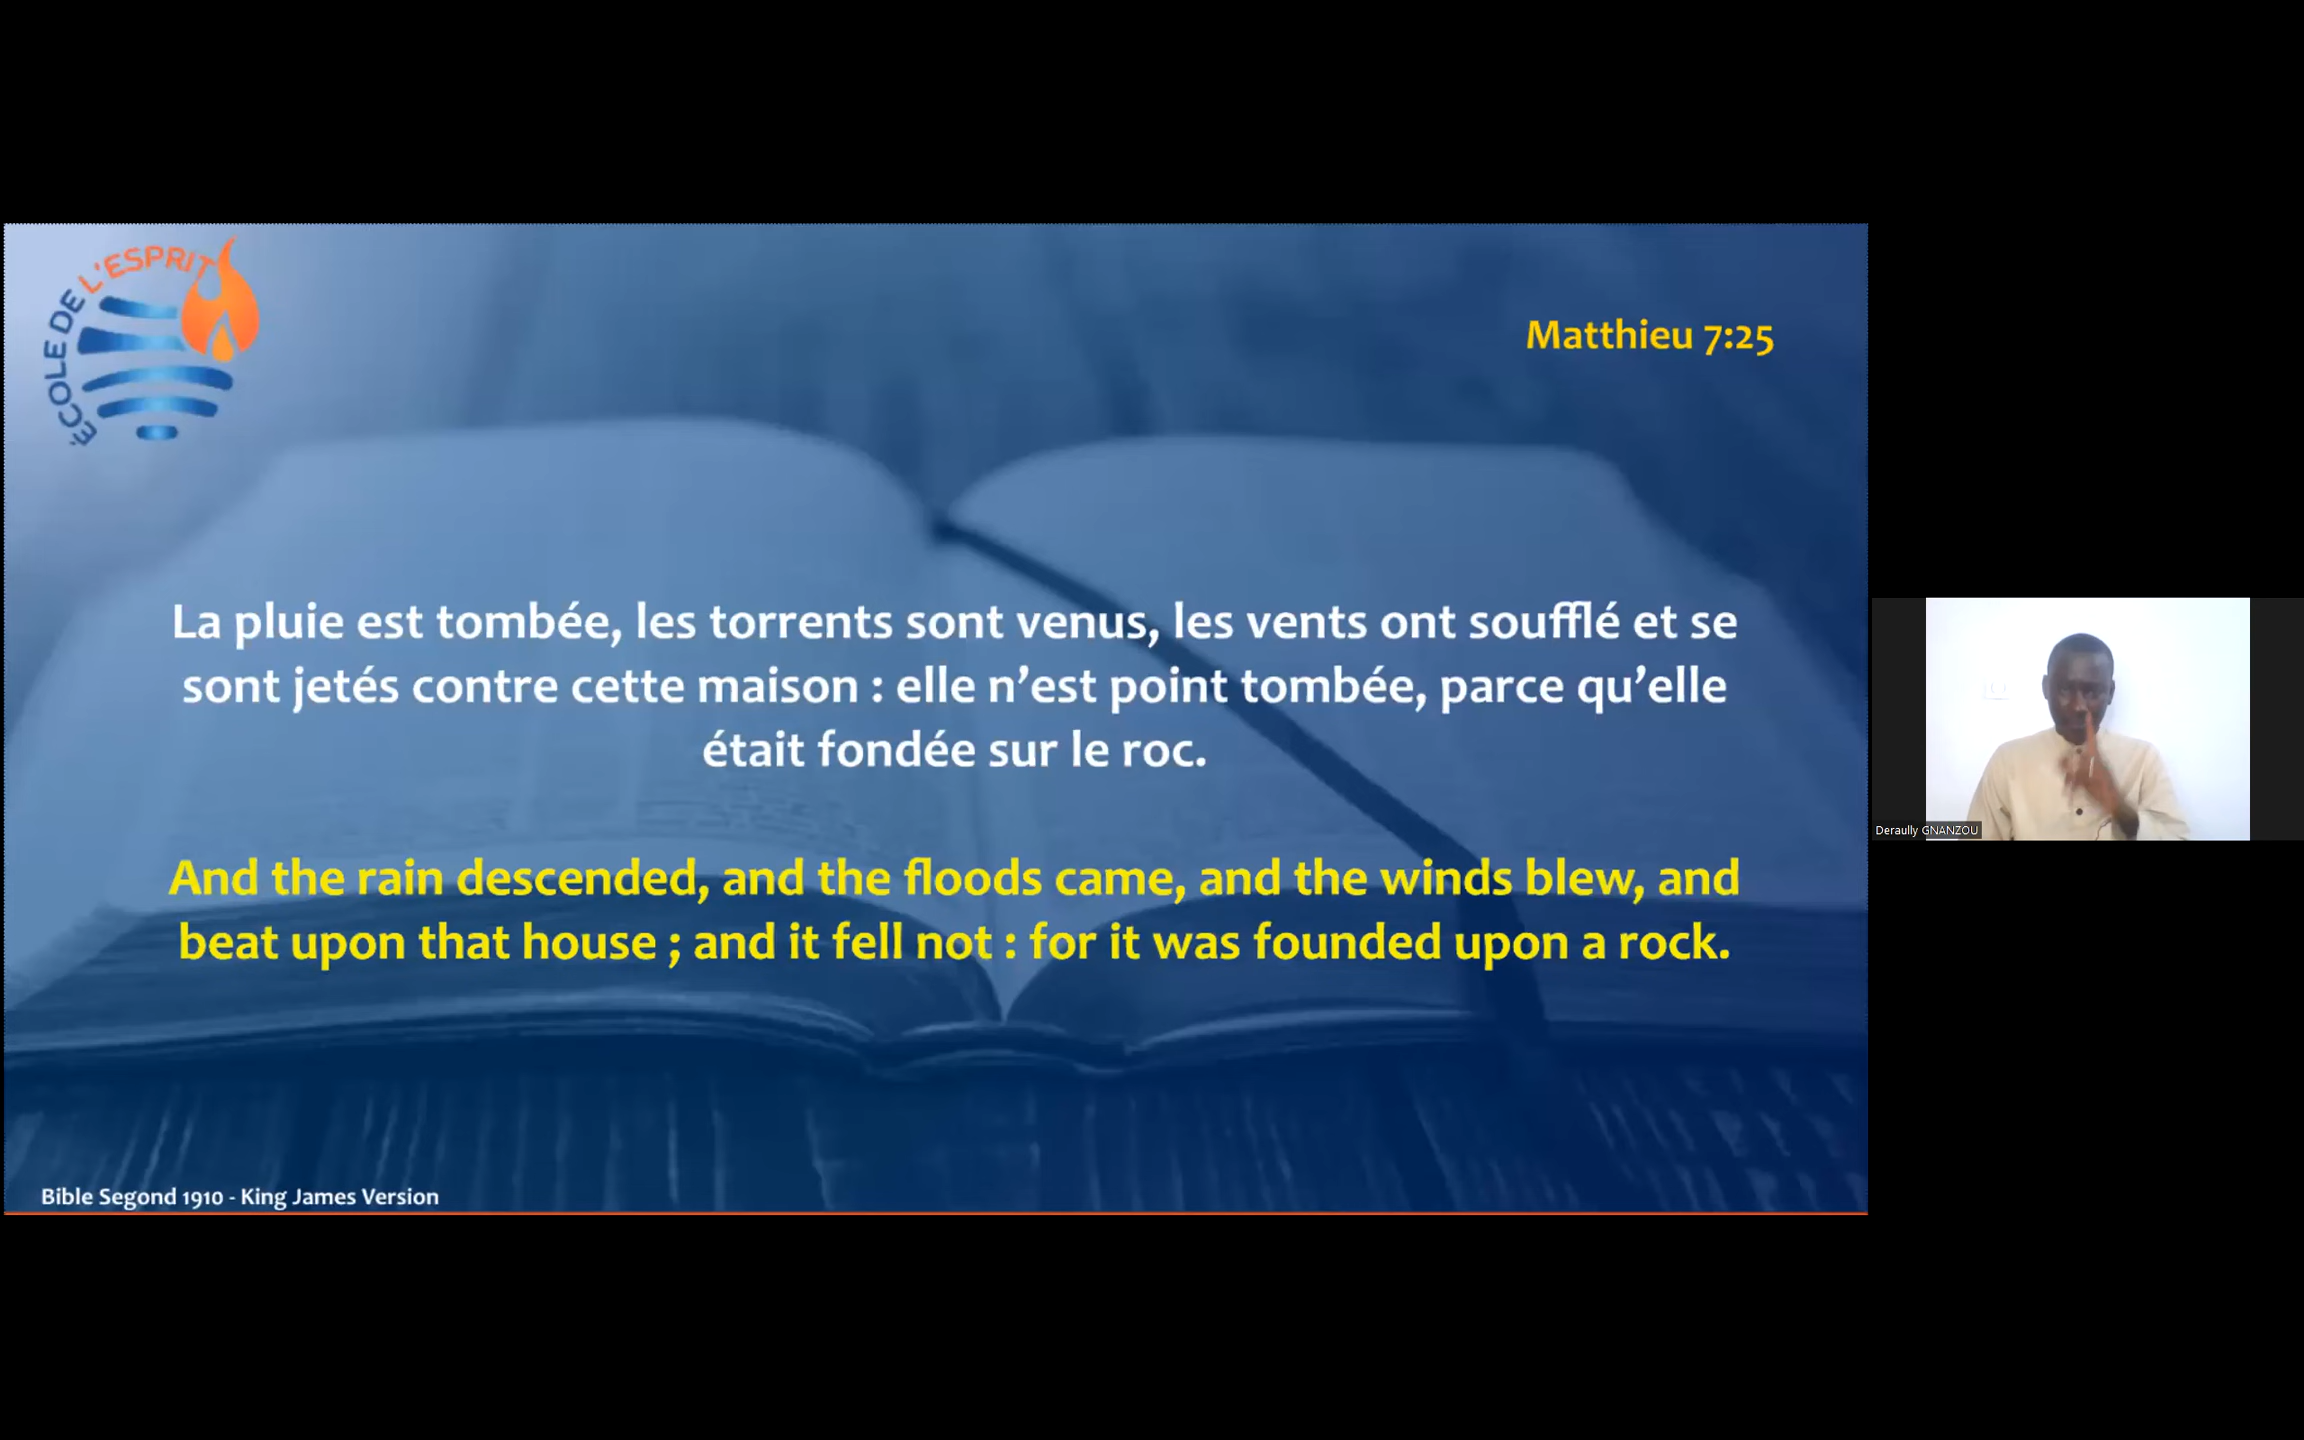 ÉCOLE DE L'ESPRIT
Matthieu 7:25
La pluie est tombée, les torrents sont venus, les vents ont soufflé et se
sont jetés contre cette maison : elle n’est point tombée, parce qu’elle
était fondée sur le roc.
And the rain descended, and the floods came, and the winds blew, and
beat upon that house ; and it fell not : for it was founded upon a rock.
Deraully GNANZOU
Bible Segond 1910 - King James Version